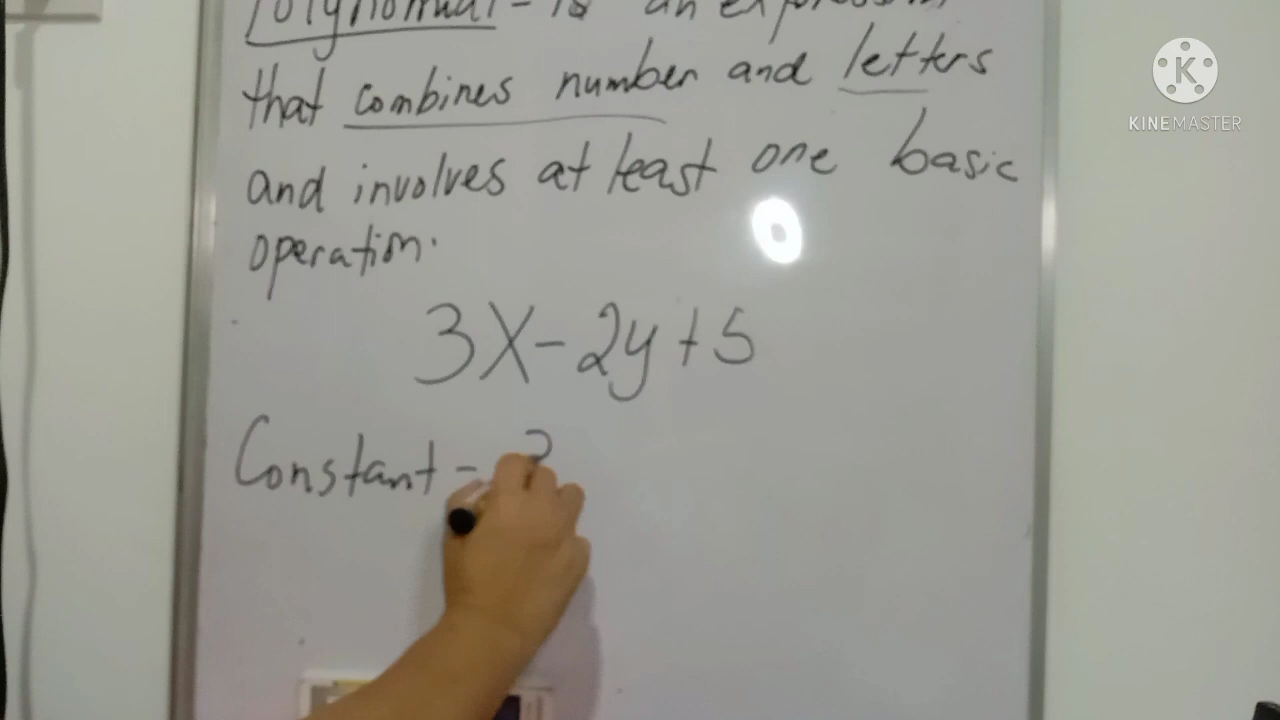 Polynomial - is an expression
that combines number and letters
and involves at least one basic
operation.
3X - 2y + 5
Constant -
KINEMASTER